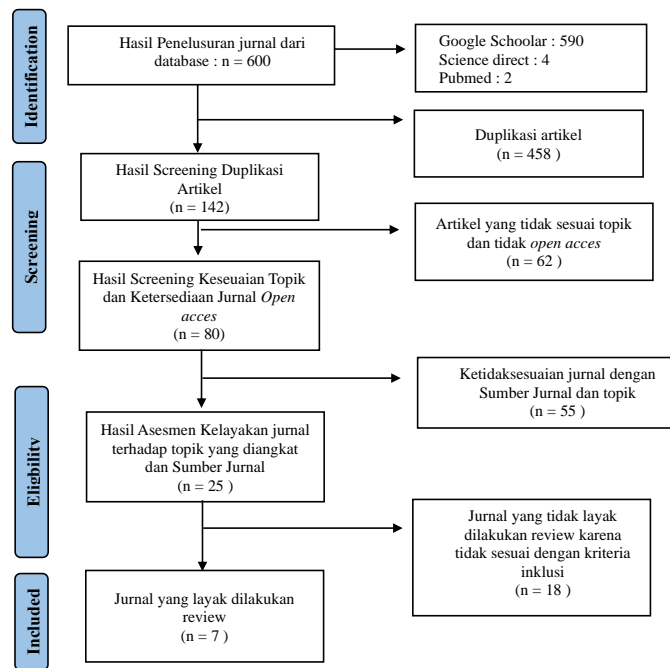 Identification
Hasil Penelusuran jurnal dari
database : n = 600
Google Schoolar : 590
Science direct : 4
Pubmed : 2
Duplikasi artikel
(n = 458 )
Screening
Hasil Screening Duplikasi
Artikel
(n = 142)
Artikel yang tidak sesuai topik
dan tidak open acces
(n = 62 )
Hasil Screening Keseuaian Topik
dan Ketersediaan Jurnal Open
acces
(n = 80)
Ketidaksesuaian jurnal dengan
Sumber Jurnal dan topik
(n = 55 )
Eligbility
Hasil Asesmen Kelayakan jurnal
terhadap topik yang diangkat
dan Sumber Jurnal
(n = 25 )
Jurnal yang tidak layak
dilakukan review karena
tidak sesuai dengan kriteria
inklusi
(n = 18 )
Included
Jurnal yang layak dilakukan
review
(n = 7 )